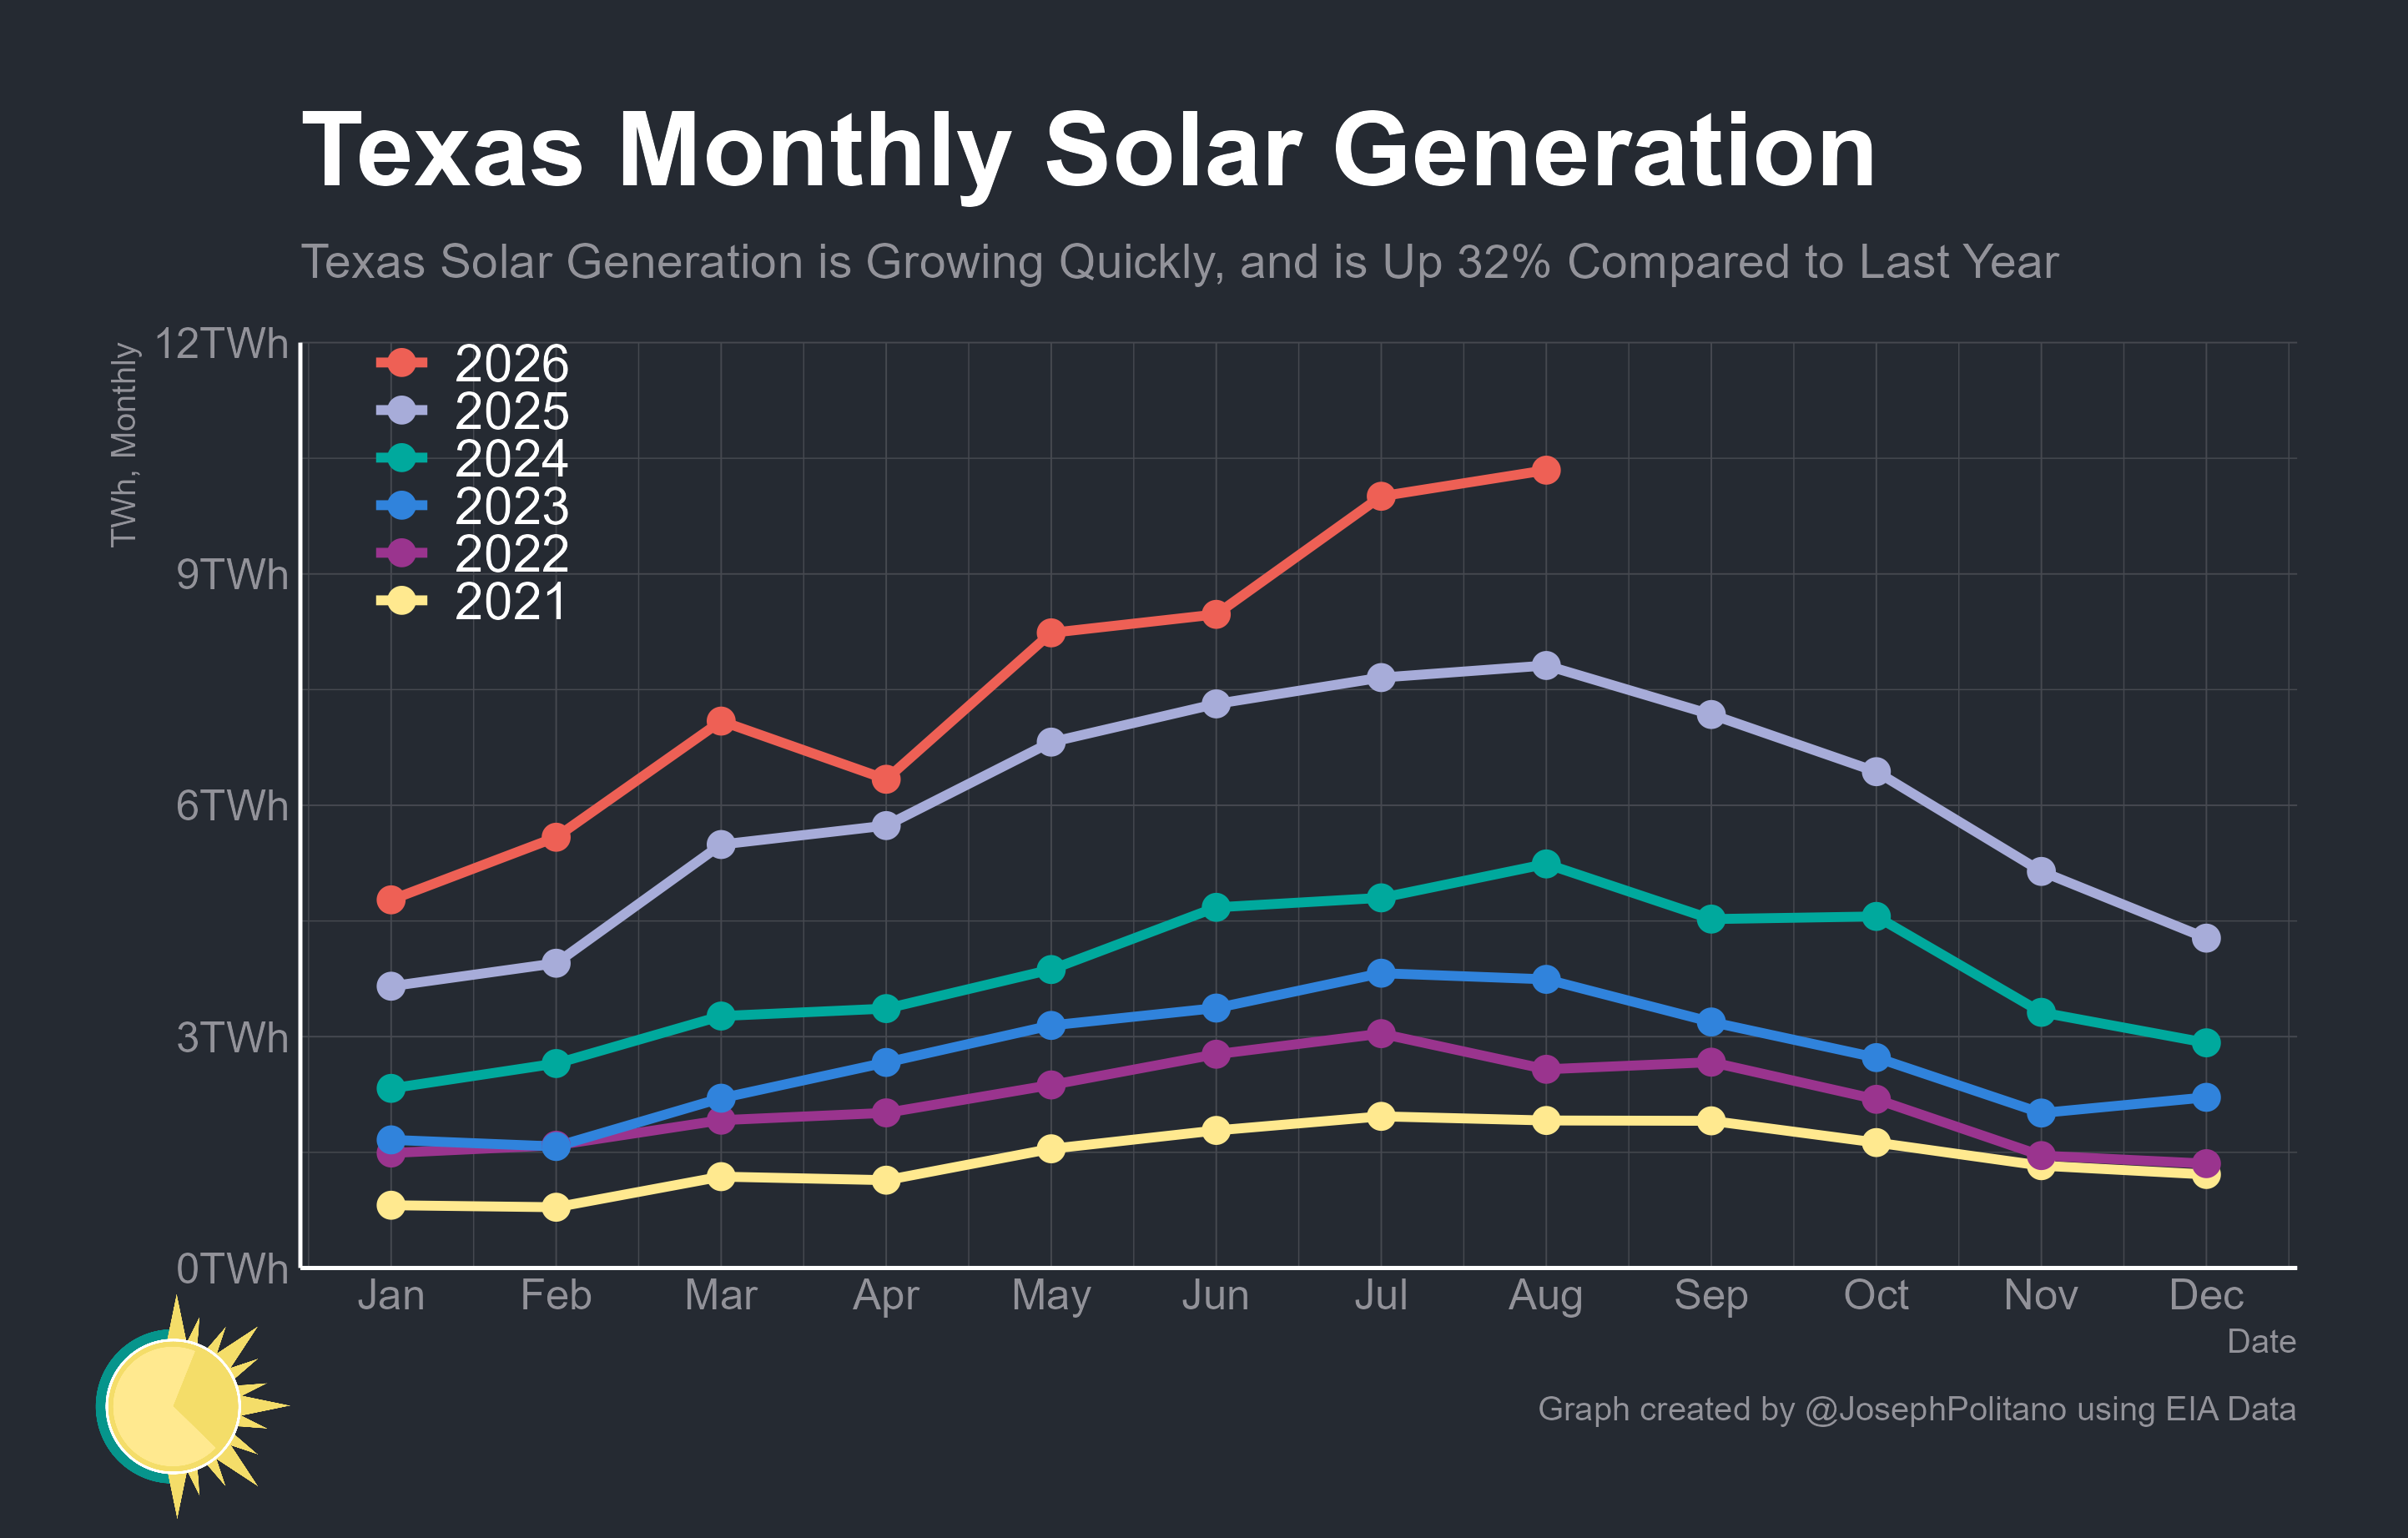 Texas Monthly Solar Generation
Texas Solar Generation is Growing Quickly, and is Up 32% Compared to Last Year
TWh, Monthly
12TWh
9TWh
6TWh
3TWh
0TWh
2026
2025
2024
2023
2022
2021
Jan Feb Mar Apr May Jun Jul Aug Sep Oct Nov Dec
Date
Graph created by @JosephPolitano using EIA Data